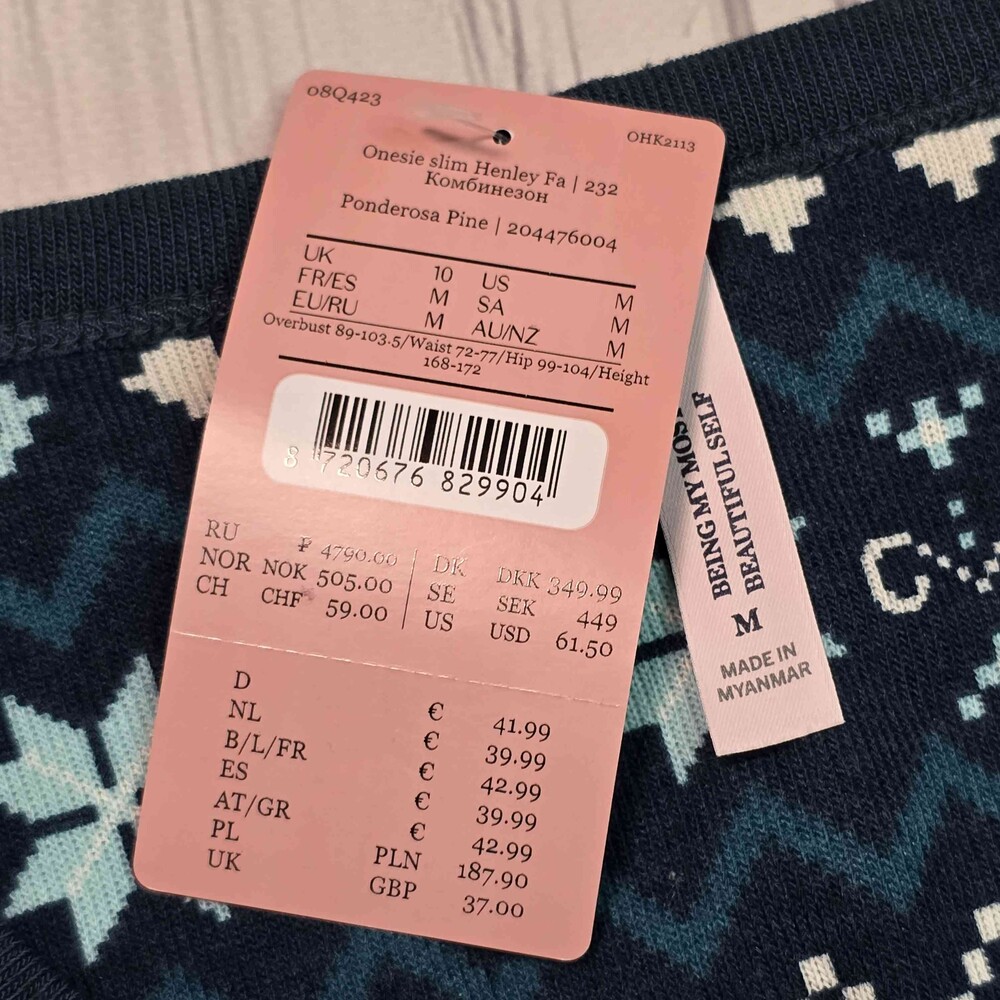 08Q423
OHK2113
Onesie slim Henley Fa | 232
Комбинезон
Ponderosa Pine | 204476004
UK 10 US M
FR/ES M SA M
EU/RU M AU/NZ M
Overbust 89-103.5/Waist 72-77/Hip 99-104/Height
168-172
8 720676 829904
RU ₽ 4790.00 DK DKK 349.99
NOR NOK 505.00 SE SEK 449
CH CHF 59.00 US USD 61.50
D € 41.99
NL € 39.99
B/L/FR € 42.99
ES € 39.99
AT/GR € 42.99
PL PLN 187.90
UK GBP 37.00
BEING MY MOS
BEAUTIFUL SELF
M
MADE IN
MYANMAR